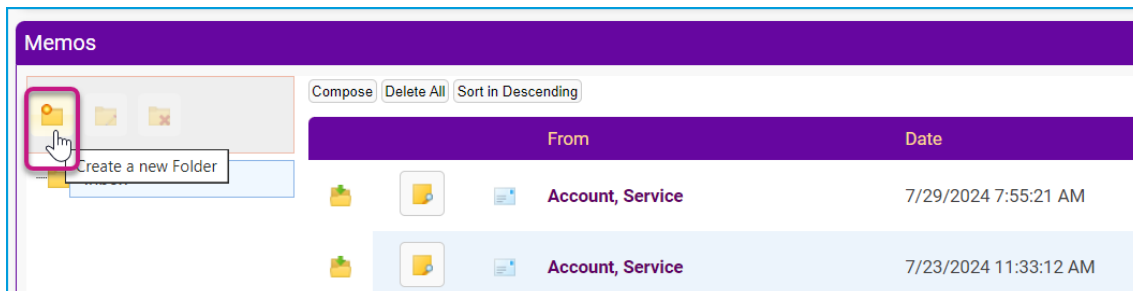 Memos
Compose Delete All Sort in Descending
From Date
Create a new Folder
Account, Service 7/29/2024 7:55:21 AM
Account, Service 7/23/2024 11:33:12 AM